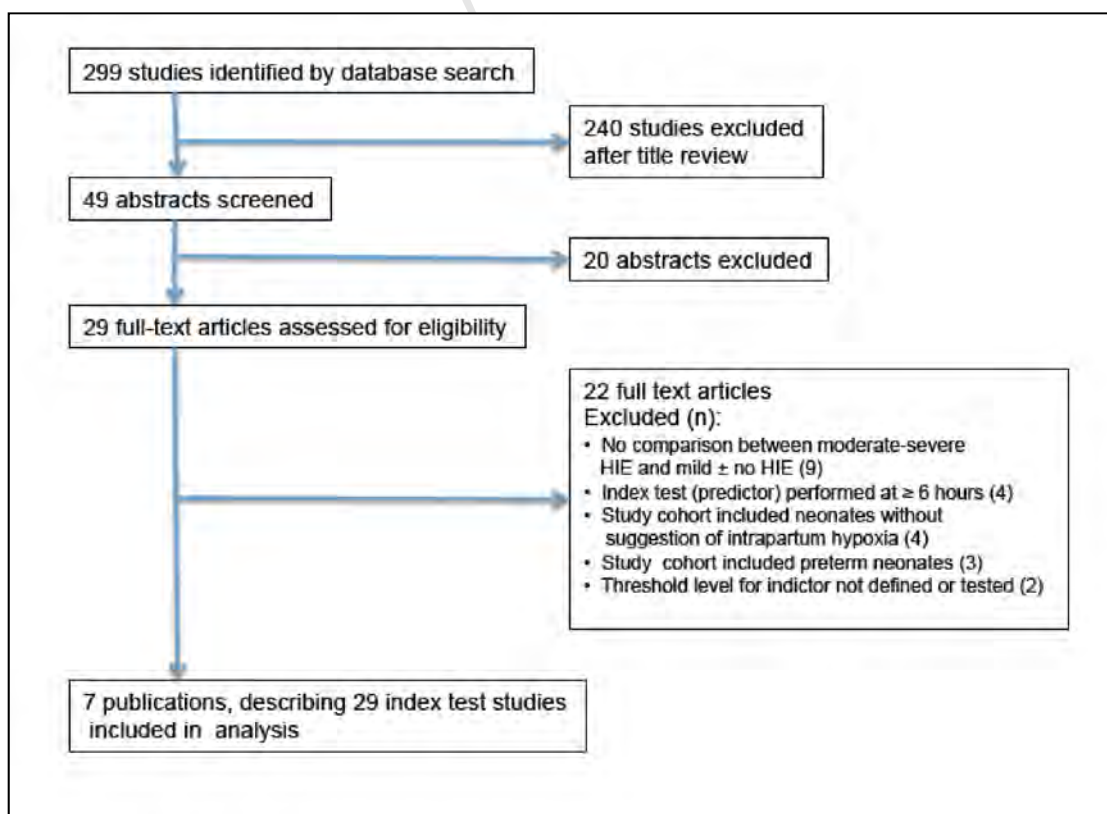 299 studies identified by database search
240 studies excluded
after title review
49 abstracts screened
20 abstracts excluded
29 full-text articles assessed for eligibility
22 full text articles
Excluded (n):
• No comparison between moderate-severe
HIE and mild ± no HIE (9)
• Index test (predictor) performed at ≥ 6 hours (4)
• Study cohort included neonates without
suggestion of intrapartum hypoxia (4)
• Study cohort included preterm neonales (3)
• Threshold level for indictor not defined or tested (2)
7 publications, describing 29 index test studies
included in analysis